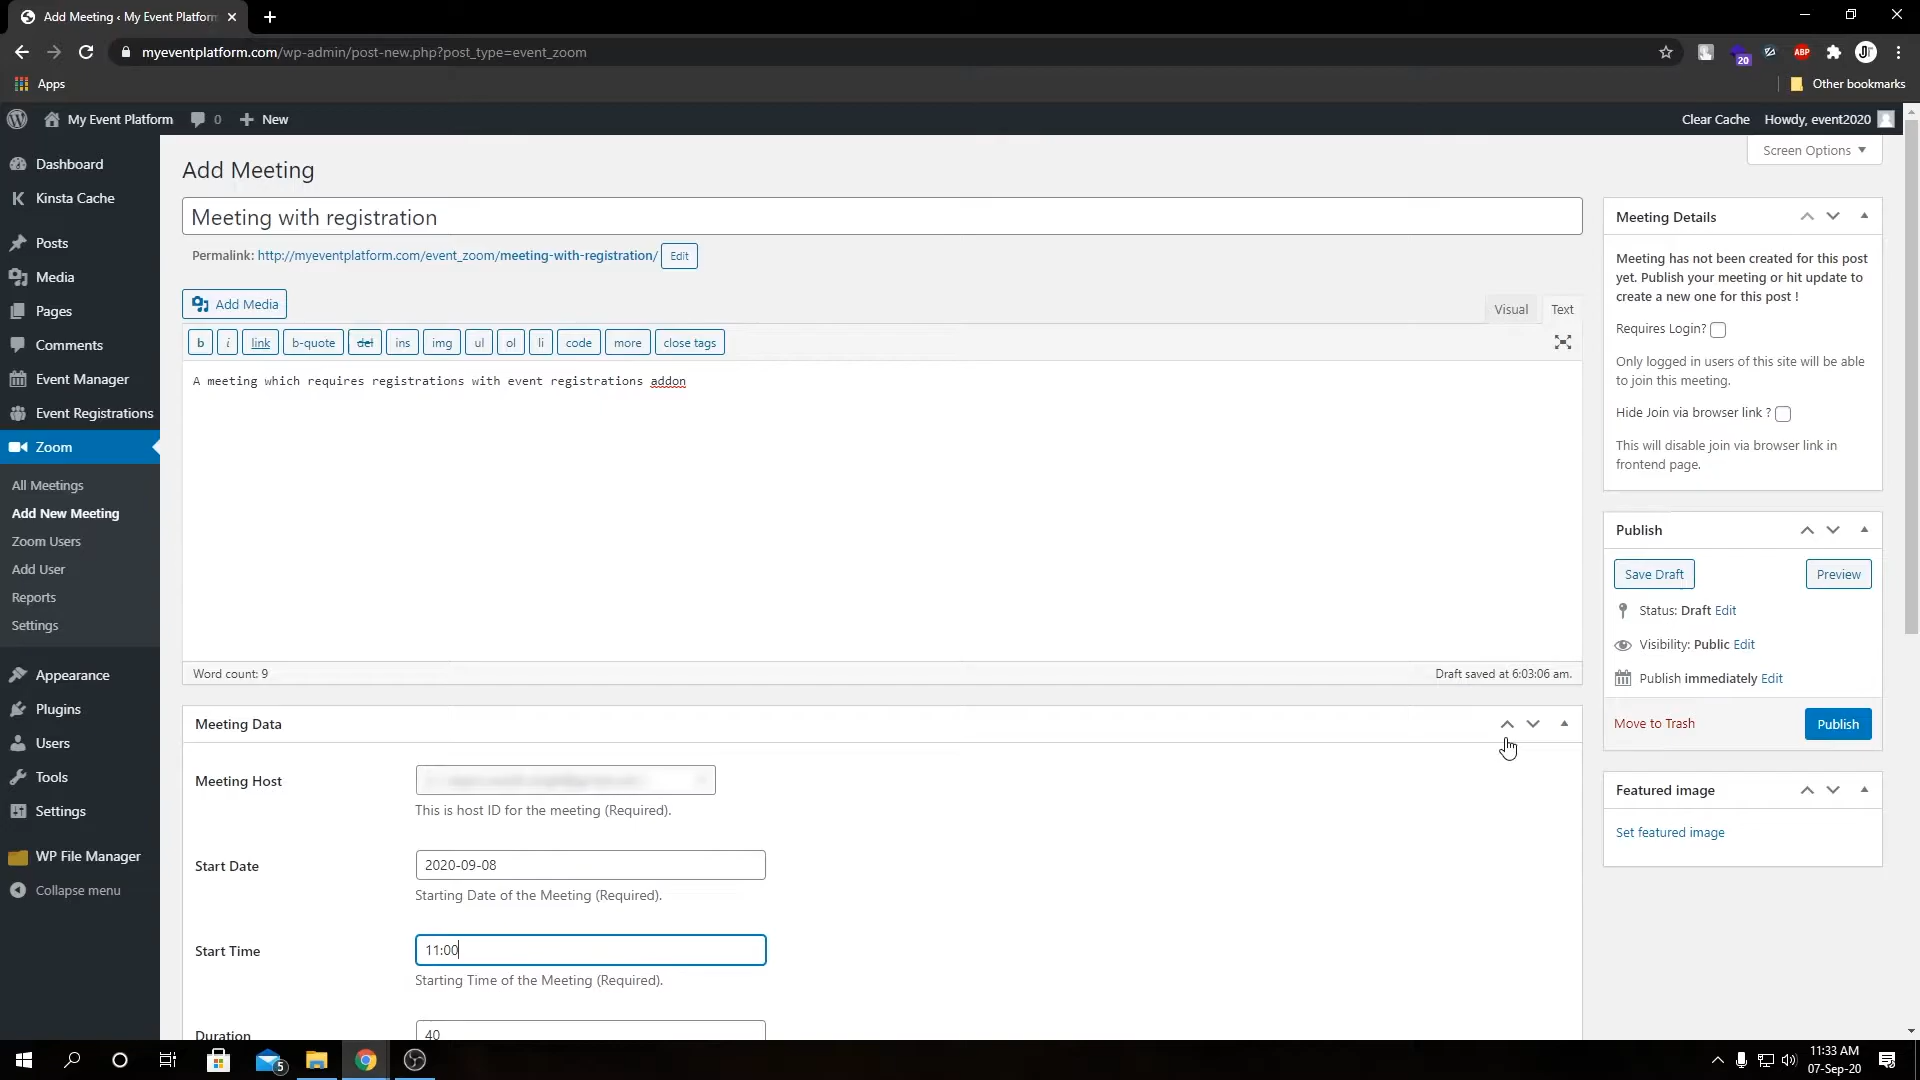 Add Meeting ‹ My Event Platform
myeventplatform.com/wp-admin/post-new.php?post_type=event_zoom
20
ABP
Apps
Other bookmarks
My Event Platform
0
New
Clear Cache
Howdy, event2020
Dashboard
Kinsta Cache
Posts
Media
Pages
Comments
Event Manager
Event Registrations
Zoom
All Meetings
Add New Meeting
Zoom Users
Add User
Reports
Settings
Appearance
Plugins
Users
Tools
Settings
WP File Manager
Collapse menu
Screen Options
Add Meeting
Meeting with registration
Permalink: http://myeventplatform.com/event_zoom/meeting-with-registration/ Edit
Add Media
Visual Text
b i link b-quote del ins img ul ol li code more close tags
A meeting which requires registrations with event registrations addon
Word count: 9
Draft saved at 6:03:06 am.
Meeting Data
Meeting Host
This is host ID for the meeting (Required).
Start Date
2020-09-08
Starting Date of the Meeting (Required).
Start Time
11:00
Starting Time of the Meeting (Required).
Duration
40
Meeting Details
Meeting has not been created for this post
yet. Publish your meeting or hit update to
create a new one for this post !
Requires Login?
Only logged in users of this site will be able
to join this meeting.
Hide Join via browser link ?
This will disable join via browser link in
frontend page.
Publish
Save Draft
Preview
Status: Draft Edit
Visibility: Public Edit
Publish immediately Edit
Move to Trash
Publish
Featured image
Set featured image
5
11:33 AM
07-Sep-20